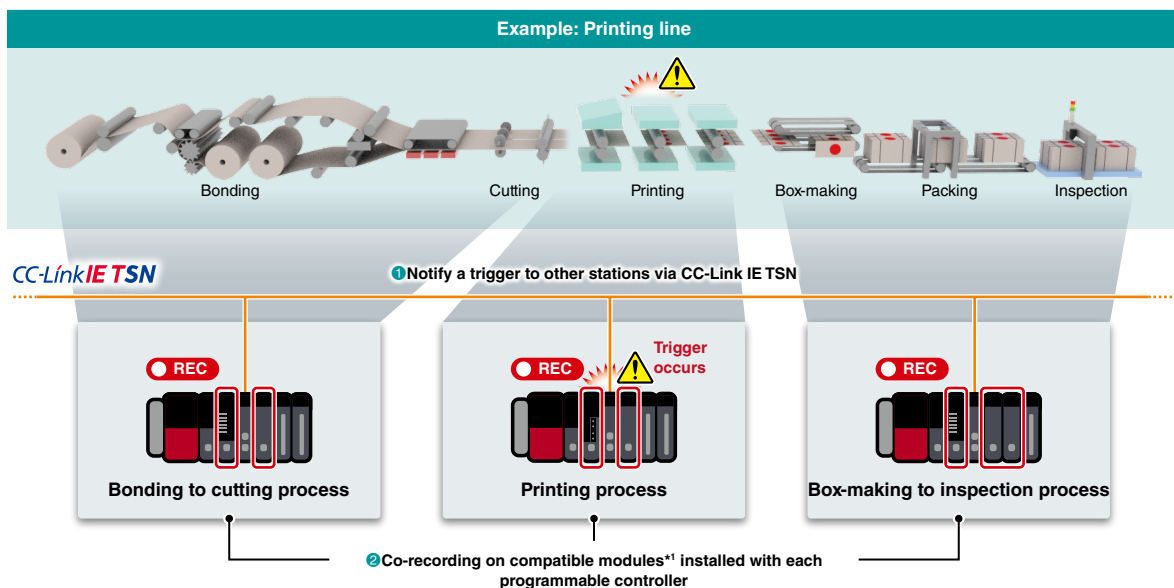 Example: Printing line
Bonding
Cutting
Printing
Box-making
Packing
Inspection
CC-Link IE TSN
❶Notify a trigger to other stations via CC-Link IE TSN
REC
Bonding to cutting process
REC
Trigger
occurs
Printing process
REC
Box-making to inspection process
❷Co-recording on compatible modules*1 installed with each
programmable controller